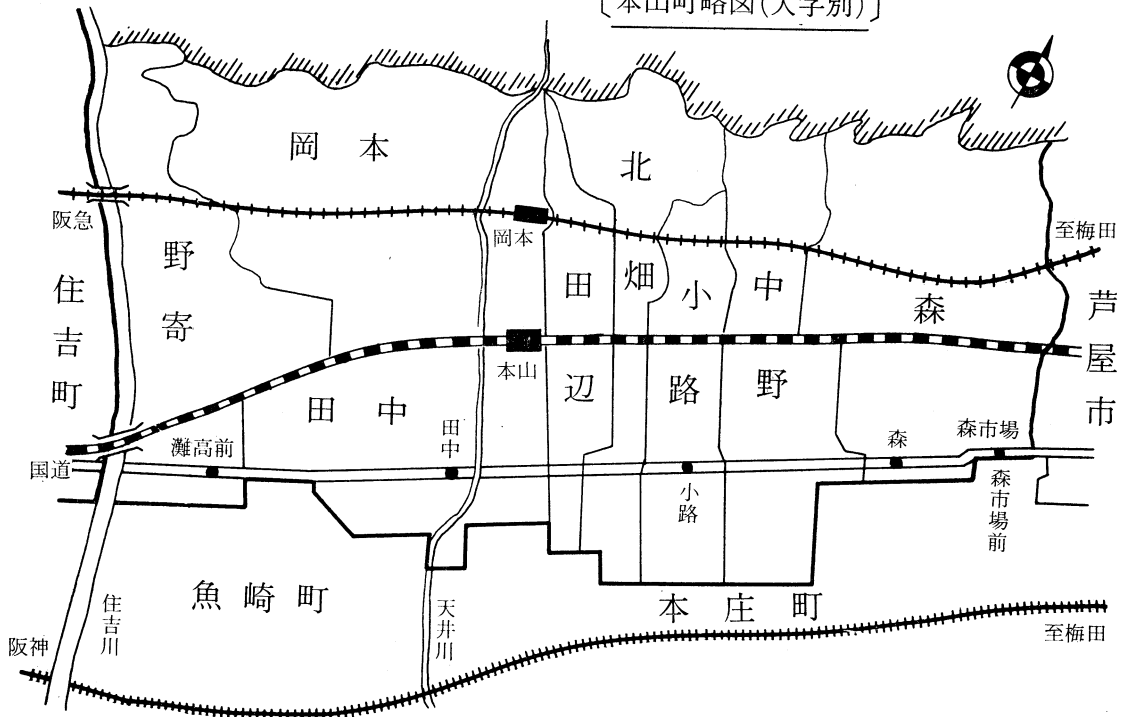 〔本山町略図(大字別)〕
岡本
北畑
阪急
岡本
至梅田
野寄
住吉町
田辺
小路
中野
森
芦屋市
本山
田中
灘高前
田中
森
森市場
国道
小路
森市場前
魚崎町
住吉川
天井川
本庄町
阪神
至梅田